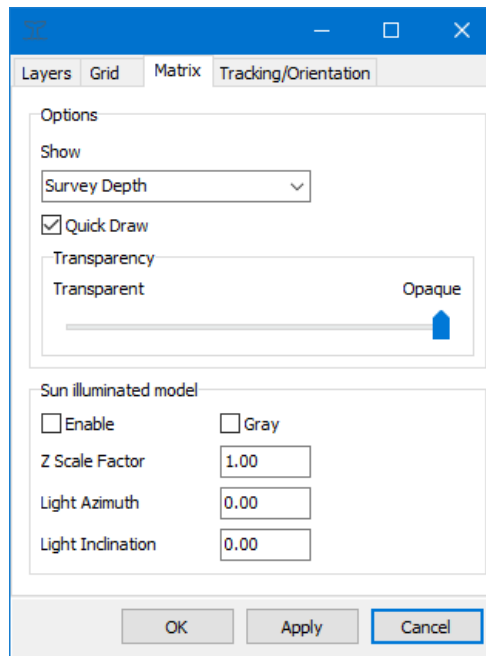 Layers Grid Matrix Tracking/Orientation
Options
Show
Survey Depth
Quick Draw
Transparency
Transparent Opaque
Sun illuminated model
Enable Gray
Z Scale Factor 1.00
Light Azimuth 0.00
Light Inclination 0.00
OK Apply Cancel